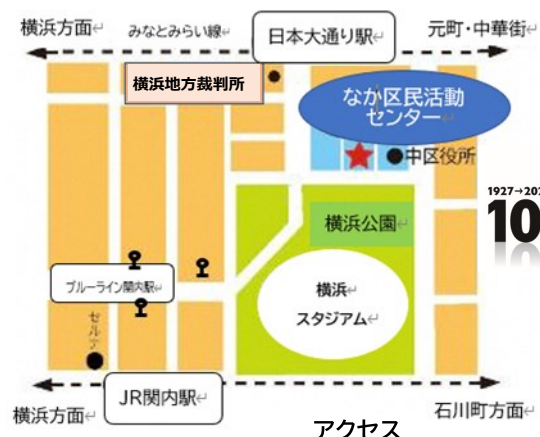 横浜方面
みなとみらい線
日本大通り駅
元町・中華街
横浜地方裁判所
なか区民活動
センター
中区役所
横浜公園
横浜
スタジアム
ブルーライン関内駅
セルテ
JR関内駅
横浜方面
石川町方面
アクセス